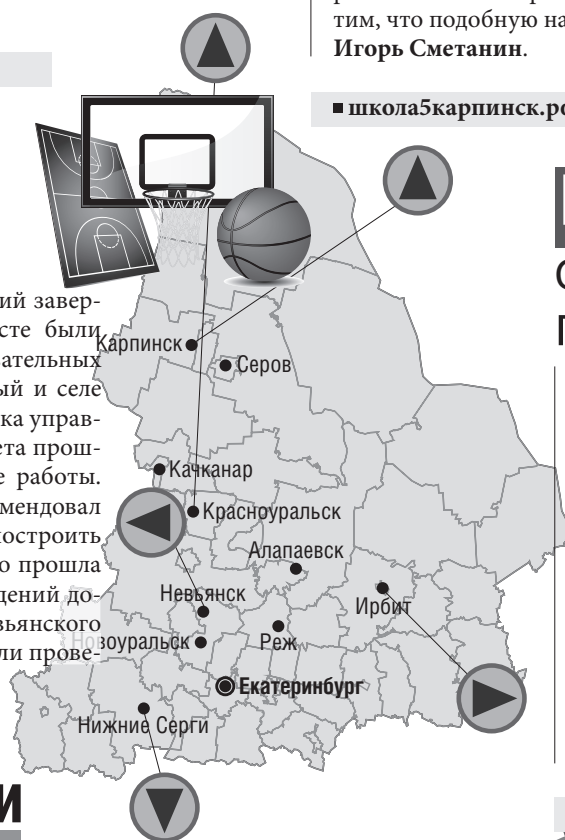 тим, что подобную на
Игорь Сметанин.
школа5карпинск.ро
ий завер-
сте были
вательных
ый и селе
ка управ-
ета прош-
е работы.
мендовал
построить
о прошла
дений до-
вьянского
ли прове-
Карпинск
Серов
Качканар
Красноуральск
Алапаевск
Невьянск
Ирбит
Новоуральск
Реж
Екатеринбург
Нижние Серги
и